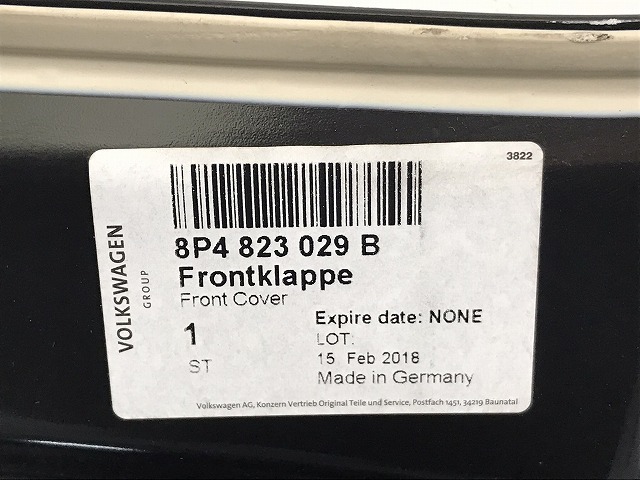 3822
VOLKSWAGEN
GROUP
8P4 823 029 B
Frontklappe
Front Cover
1
ST
Expire date: NONE
LOT:
15 Feb 2018
Made in Germany
Volkswagen AG, Konzern Vertrieb Original Teile und Service, Postfach 1451, 34219 Baunatal